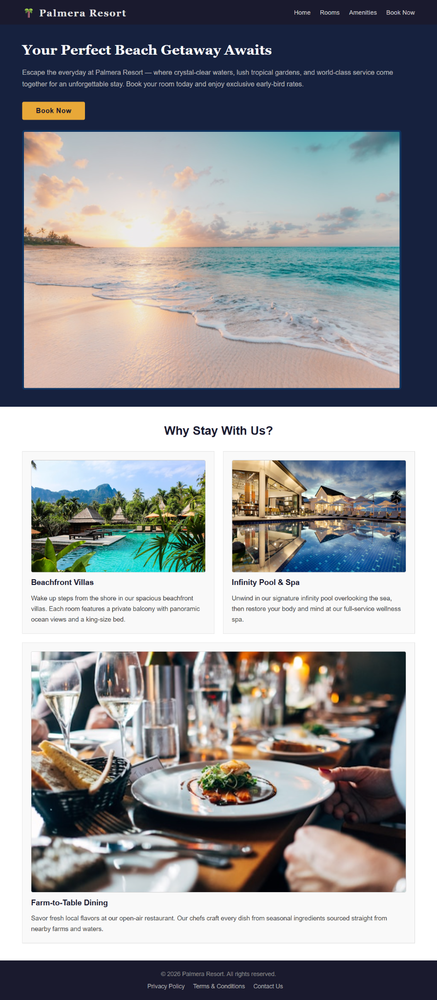 Palmera Resort
Home
Rooms
Amenities
Book Now
Your Perfect Beach Getaway Awaits
Escape the everyday at Palmera Resort — where crystal-clear waters, lush tropical gardens, and world-class service come
together for an unforgettable stay. Book your room today and enjoy exclusive early-bird rates.
Book Now
Why Stay With Us?
Beachfront Villas
Wake up steps from the shore in our spacious beachfront
villas. Each room features a private balcony with panoramic
ocean views and a king-size bed.
Infinity Pool & Spa
Unwind in our signature infinity pool overlooking the sea,
then restore your body and mind at our full-service wellness
spa.
Farm-to-Table Dining
Savor fresh local flavors at our open-air restaurant. Our chefs craft every dish from seasonal ingredients sourced straight from
nearby farms and waters.
© 2026 Palmera Resort. All rights reserved.
Privacy Policy
Terms & Conditions
Contact Us